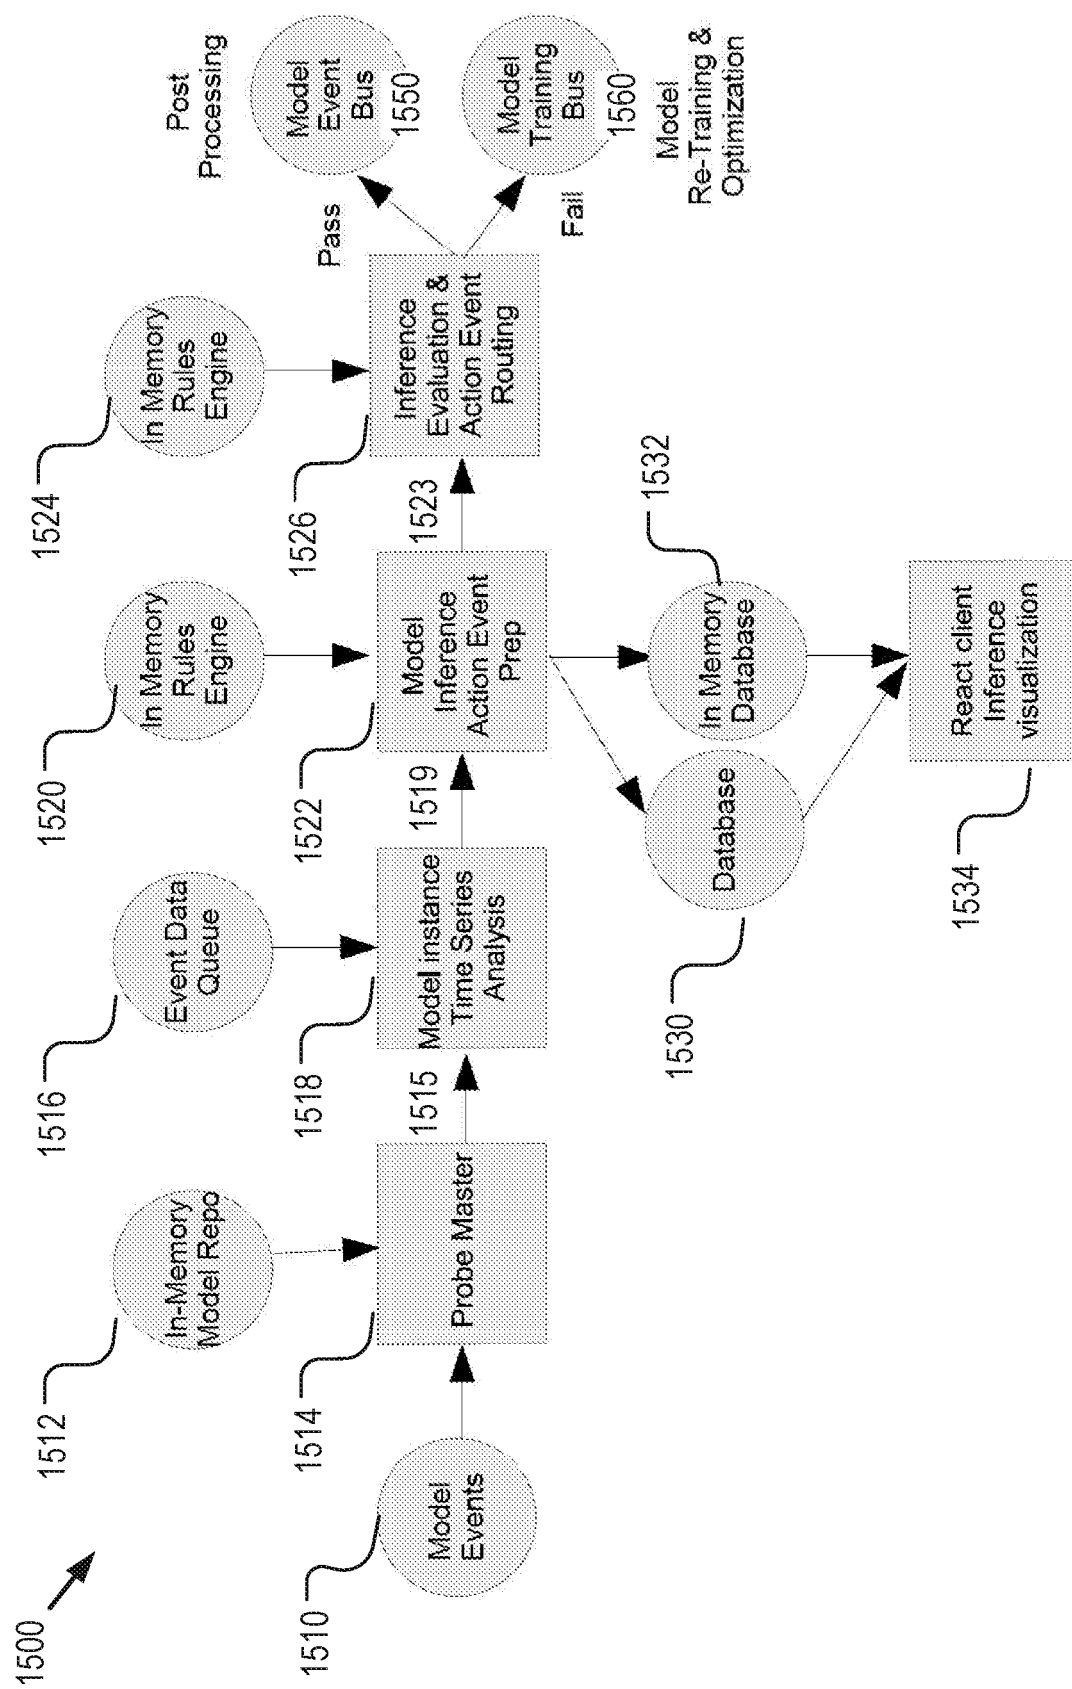 1500
1510
Model
Events
1512
In-Memory
Model Repo
1514
Probe Master
1515
1516
Event Data
Queue
1518
Model instance
Time Series
Analysis
1519
1520
In Memory
Rules
Engine
1522
Model
Inference
Action Event
Prep
1523
1524
In Memory
Rules
Engine
1526
Inference
Evaluation &
Action Event
Routing
Pass
Fail
Post
Processing
Model
Event
Bus
1550
Model
Training
Bus
1560
Model
Re-Training &
Optimization
1530
Database
1532
In Memory
Database
1534
React client
Inference
visualization